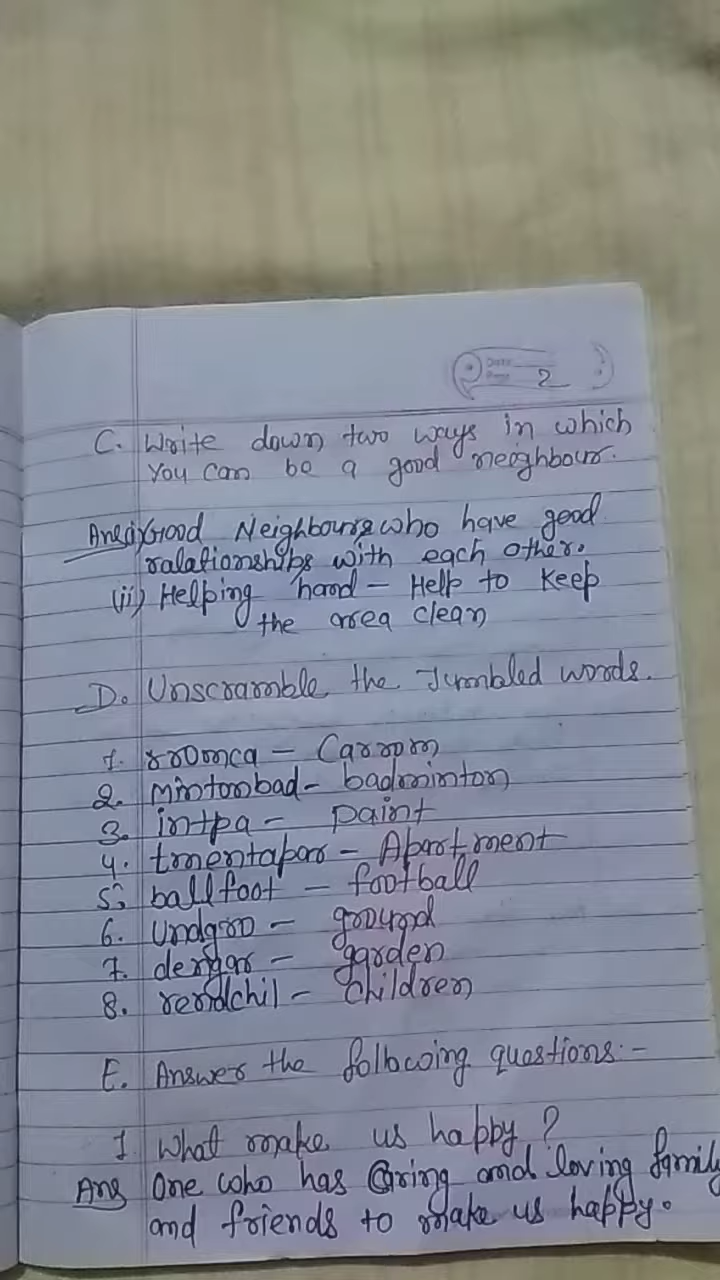 Date
Page 2
C. Write down two ways in which
You can be a good neighbour.
Ans(i) Good Neighbours who have good
ralationships with each other.
(ii) Helping hand - Help to keep
the area clean
D. Unscramble the Jumbled words.
1. rromca - Carrom
2. mintonbad - badminton
3. intpa - paint
4. tmentapar - Apartment
5. ballfoot - football
6. undgro - ground
7. dengar - garden
8. rendchil - children
E. Answer the following questions:-
1 What make us happy?
Ans One who has Caring and loving family
and friends to make us happy.